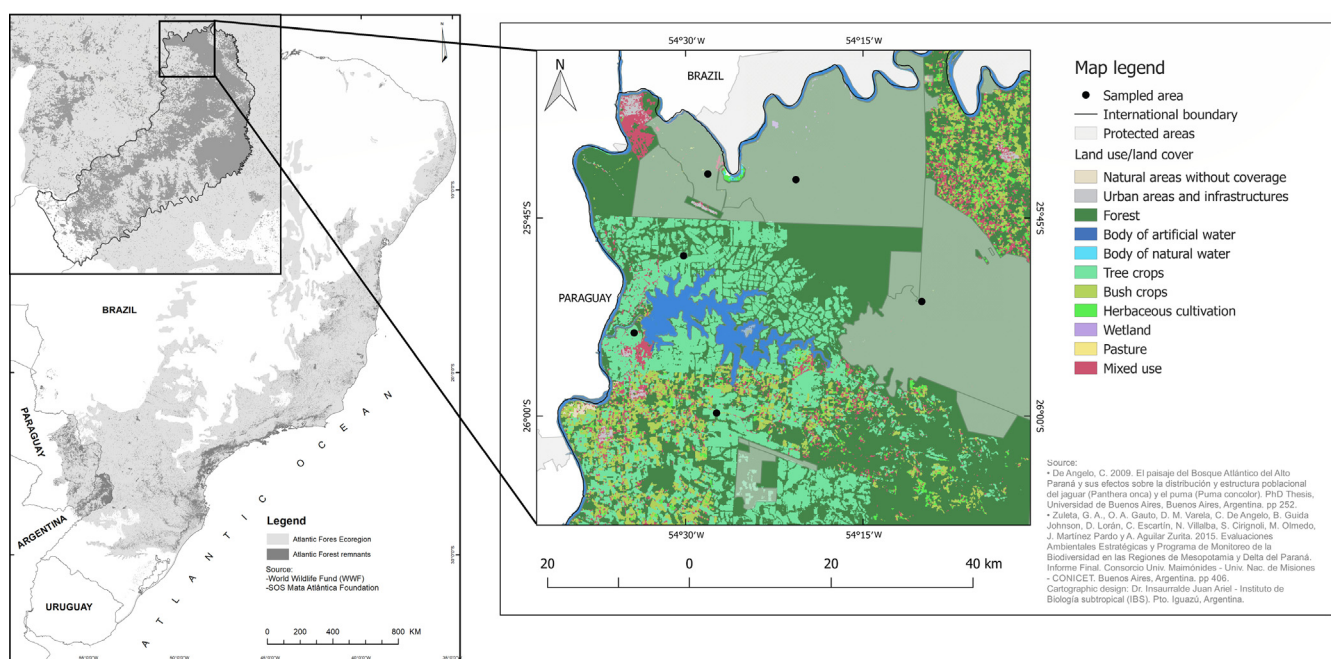 BRAZIL
PARAGUAY
ARGENTINA
URUGUAY
ATLANTIC OCEAN
Legend
Atlantic Fores Ecoregion
Atlantic Forest remnants
Source:
-World Wildlife Fund (WWF)
-SOS Mata Atlântica Foundation
0 200 400 800 KM
54°30'W 54°15'W
N
BRAZIL
25°45'S 25°45'S
PARAGUAY
26°00'S 26°00'S
54°30'W 54°15'W
20 0 20 40 km
Map legend
Sampled area
International boundary
Protected areas
Land use/land cover
Natural areas without coverage
Urban areas and infrastructures
Forest
Body of artificial water
Body of natural water
Tree crops
Bush crops
Herbaceous cultivation
Wetland
Pasture
Mixed use
Source:
• De Angelo, C. 2009. El paisaje del Bosque Atlántico del Alto
Paraná y sus efectos sobre la distribución y estructura poblacional
del jaguar (Panthera onca) y el puma (Puma concolor). PhD Thesis,
Universidad de Buenos Aires, Buenos Aires, Argentina. pp 252.
• Zuleta, G. A., O. A. Gauto, D. M. Varela, C. De Angelo, B. Guida
Johnson, D. Lorán, C. Escartín, N. Villalba, S. Cirignoli, M. Olmedo,
J. Martínez Pardo y A. Aguilar Zurita. 2015. Evaluaciones
Ambientales Estratégicas y Programa de Monitoreo de la
Biodiversidad en las Regiones de Mesopotamia y Delta del Paraná.
Informe Final. Consorcio Univ. Maimónides - Univ. Nac. de Misiones
- CONICET. Buenos Aires, Argentina. pp 406.
Cartographic design: Dr. Insaurralde Juan Ariel - Instituto de
Biología subtropical (IBS). Pto. Iguazú, Argentina.